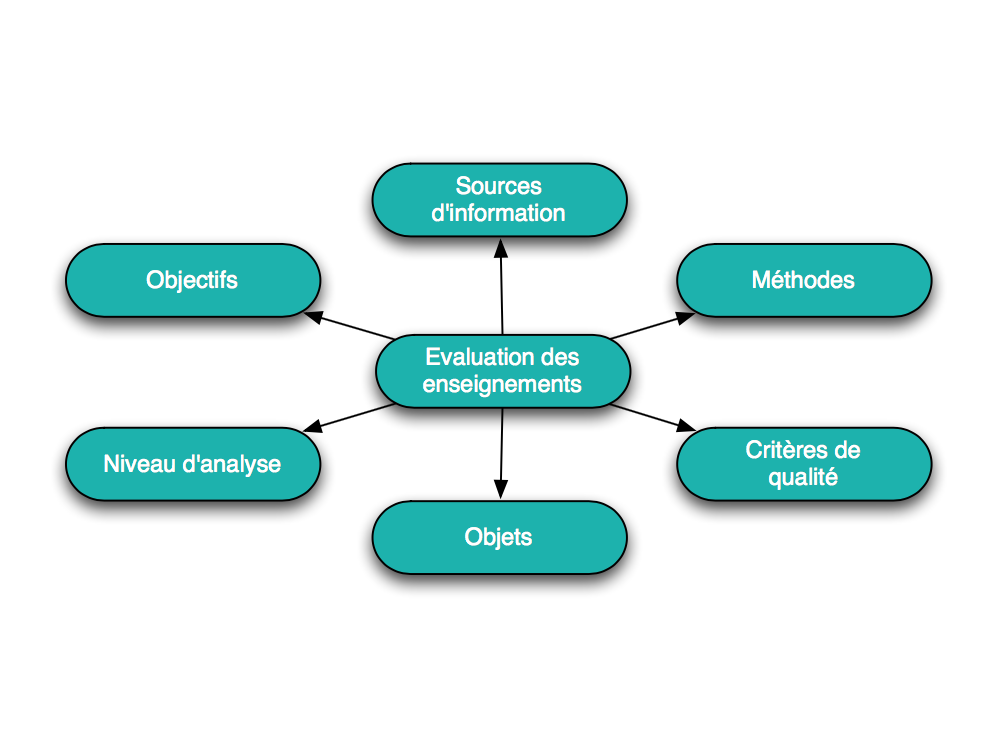 Sources
d'information
Objectifs
Méthodes
Evaluation des
enseignements
Niveau d'analyse
Critères de
qualité
Objets